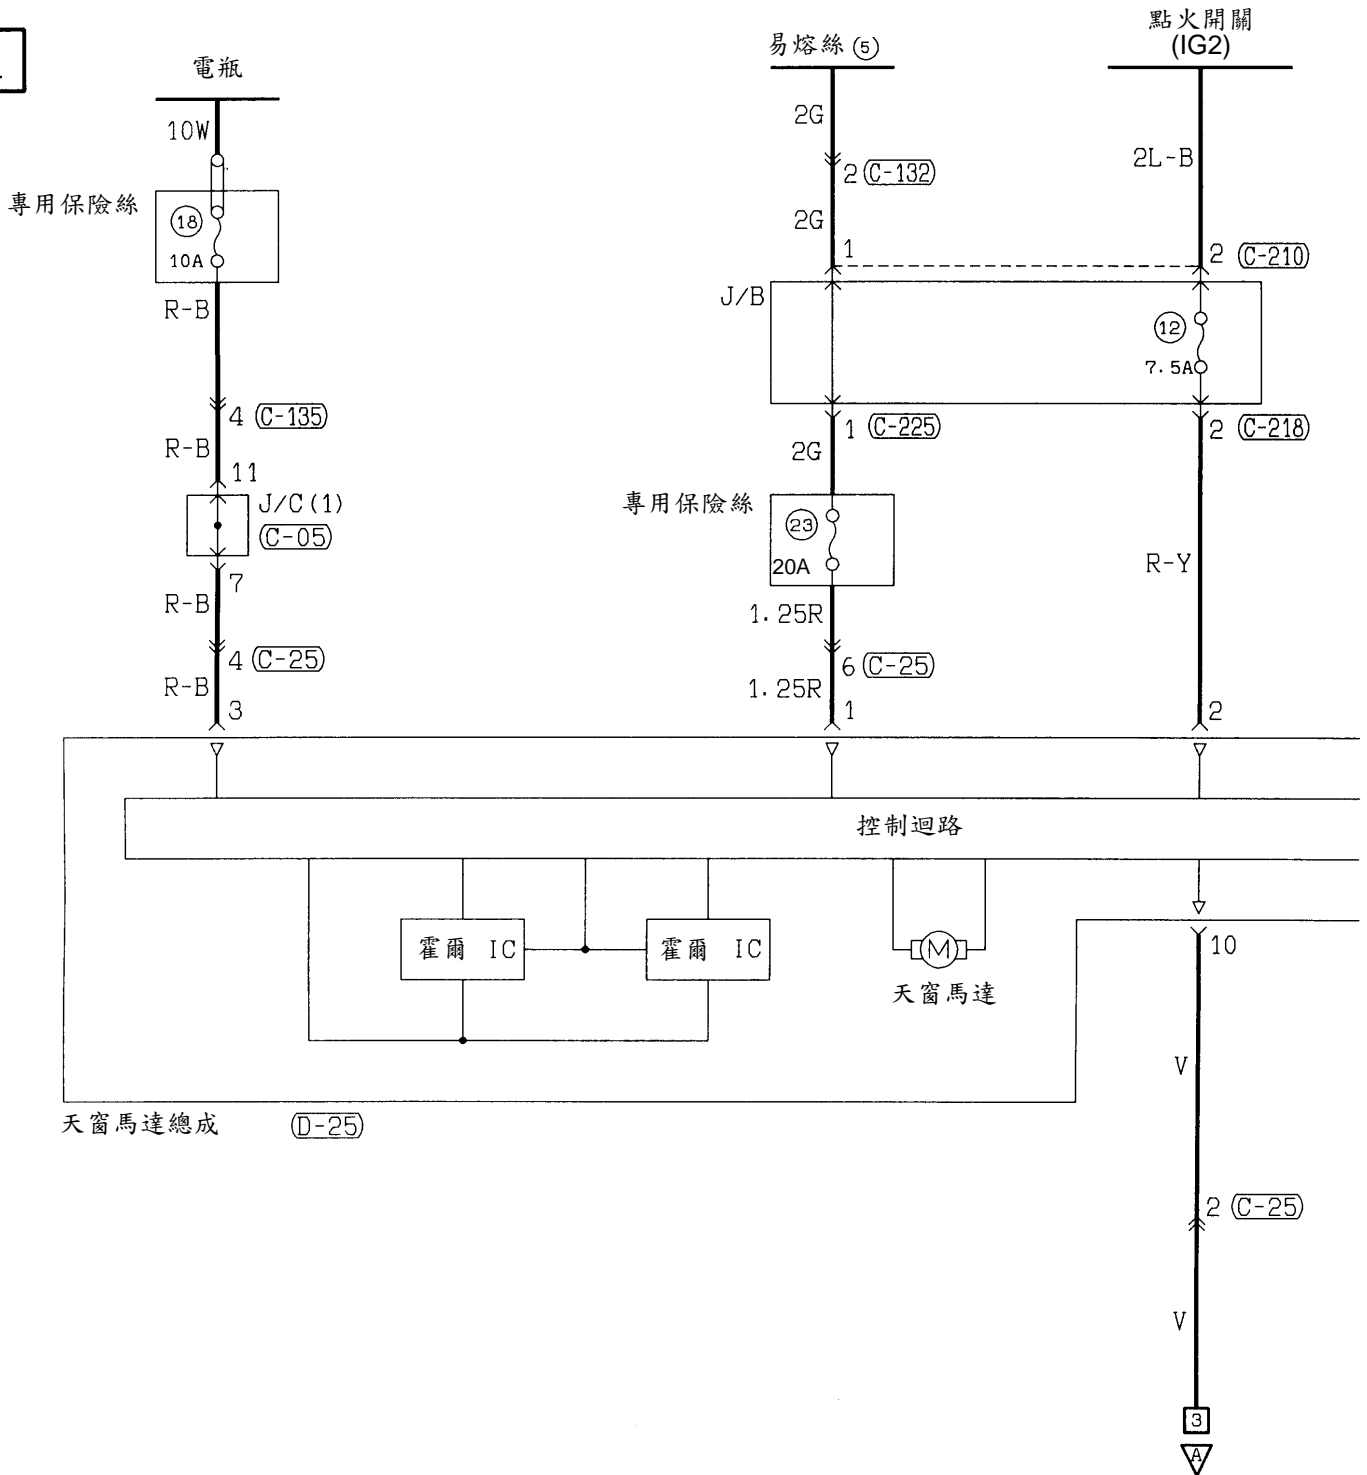 點火開關
(IG2)
易熔絲 ⑤
電瓶
10W
2G
2L-B
2 C-132
專用保險絲
18
2G
10A
1
2 C-210
J/B
R-B
12
7.5A
4 C-135
1 C-225
2 C-218
R-B
2G
11
J/C(1)
專用保險絲
C-05
23
20A
R-Y
7
R-B
1.25R
4 C-25
6 C-25
R-B
1.25R
3
1
2
控制迴路
霍爾 IC
霍爾 IC
M
10
天窗馬達
V
天窗馬達總成 D-25
2 C-25
V
3
A